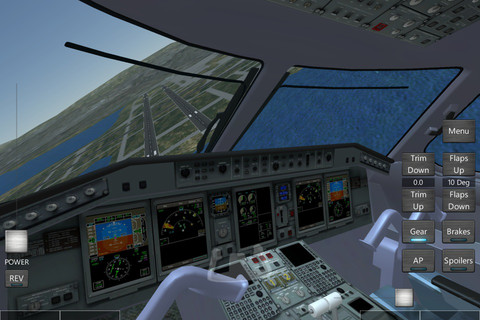 Menu
Trim Down
Flaps Up
0.0
10 Deg
Trim Up
Flaps Down
Gear
Brakes
AP
Spoilers
POWER
REV